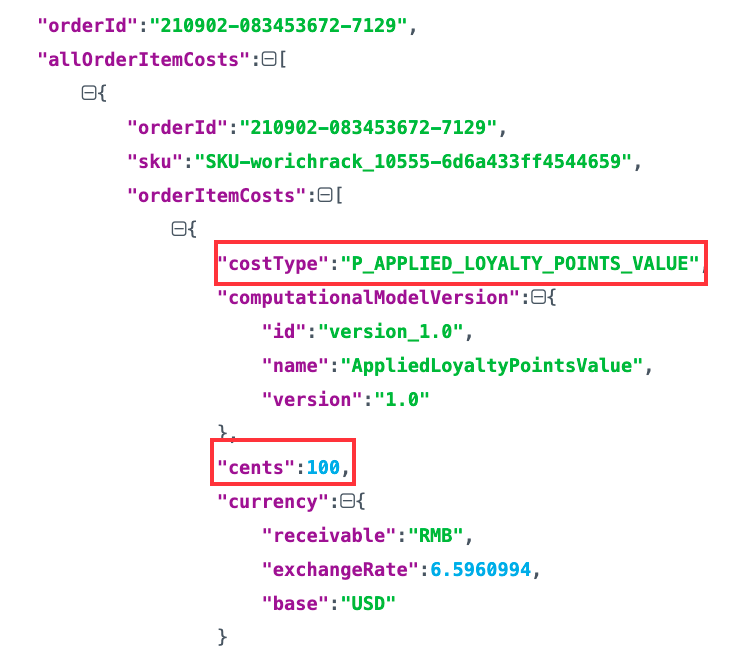 "orderId":"210902-083453672-7129",
"allOrderItemCosts":[
{
"orderId":"210902-083453672-7129",
"sku":"SKU-worichrack_10555-6d6a433ff4544659",
"orderItemCosts":[
{
"costType":"P_APPLIED_LOYALTY_POINTS_VALUE",
"computationalModelVersion":{
"id":"version_1.0",
"name":"AppliedLoyaltyPointsValue",
"version":"1.0"
},
"cents":100,
"currency":{
"receivable":"RMB",
"exchangeRate":6.5960994,
"base":"USD"
}